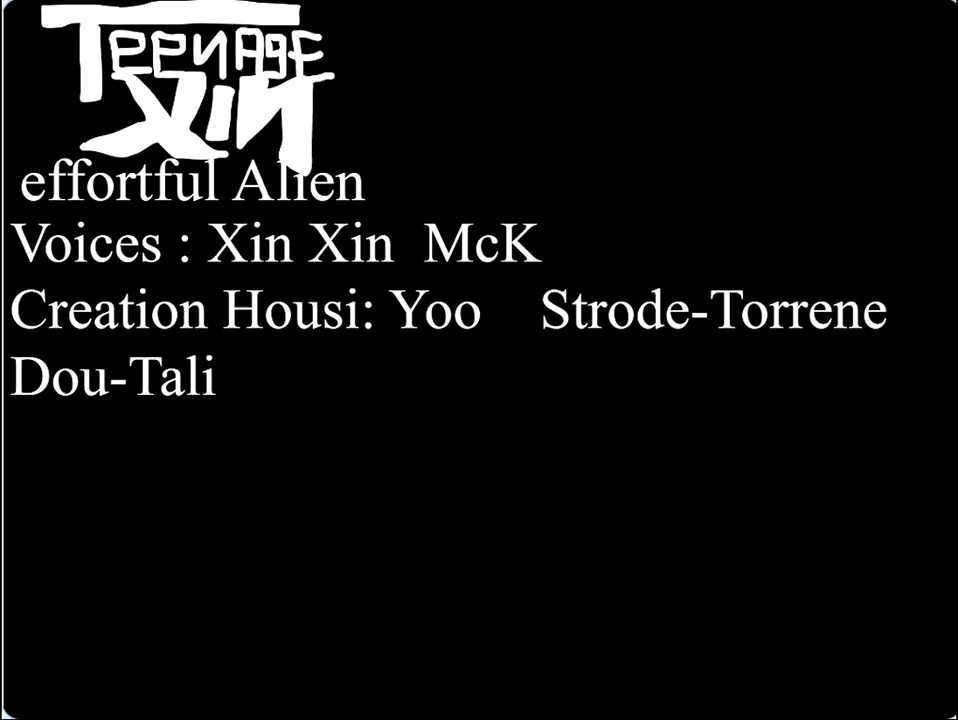 TEENAGE
XIN
effortful Alien
Voices : Xin Xin McK
Creation Housi: Yoo Strode-Torrene
Dou-Tali